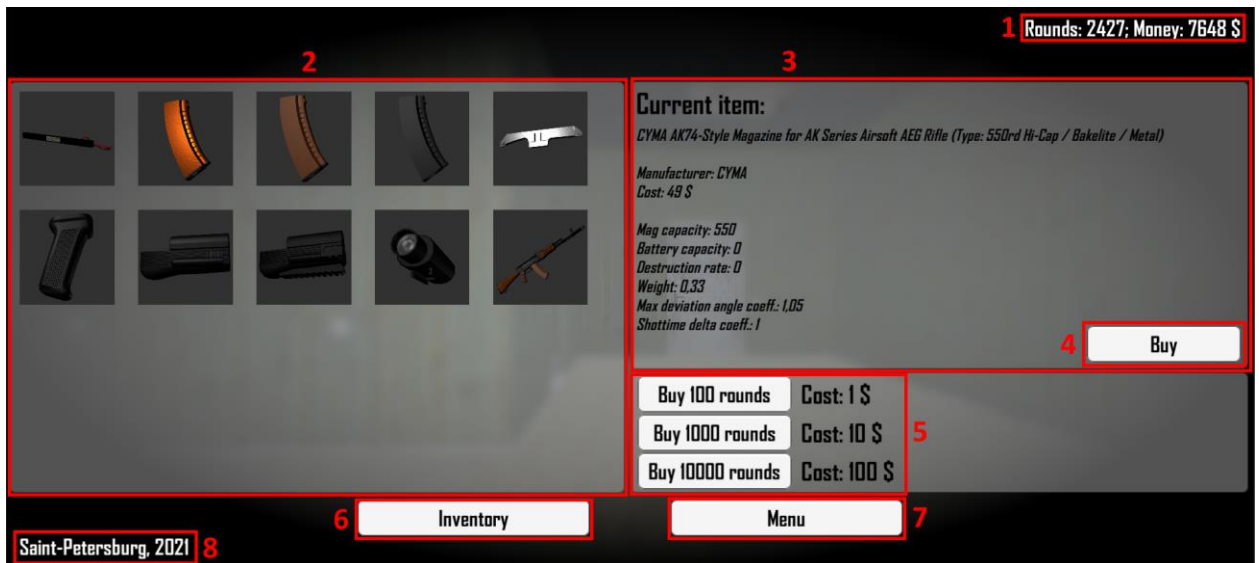 1 Rounds: 2427; Money: 7648 $
2
3
Current item:
CYMA AK74-Style Magazine for AK Series Airsoft AEG Rifle (Type: 550rd Hi-Cap / Bakelite / Metal)
Manufacturer: CYMA
Cost: 49 $
Mag capacity: 550
Battery capacity: 0
Destruction rate: 0
Weight: 0,33
Max deviation angle coeff.: 1,05
Shottime delta coeff.: 1
4 Buy
Buy 100 rounds Cost: 1 $
Buy 1000 rounds Cost: 10 $ 5
Buy 10000 rounds Cost: 100 $
6 Inventory
Menu 7
Saint-Petersburg, 2021 8